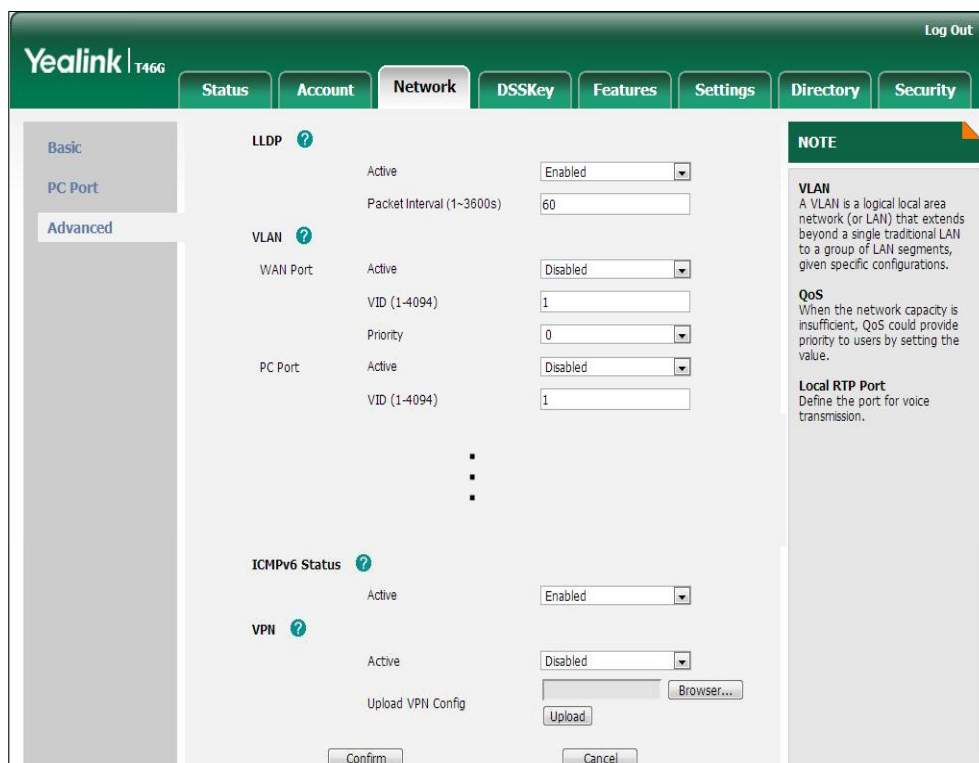 Log Out
Yealink T46G
Status Account Network DSSKey Features Settings Directory Security
Basic
PC Port
Advanced
LLDP ?
Active Enabled
Packet Interval (1~3600s) 60
VLAN ?
WAN Port Active Disabled
VID (1-4094) 1
Priority 0
PC Port Active Disabled
VID (1-4094) 1
ICMPv6 Status ?
Active Enabled
VPN ?
Active Disabled
Upload VPN Config Browser...
Upload
Confirm Cancel
NOTE
VLAN
A VLAN is a logical local area
network (or LAN) that extends
beyond a single traditional LAN
to a group of LAN segments,
given specific configurations.
QoS
When the network capacity is
insufficient, QoS could provide
priority to users by setting the
value.
Local RTP Port
Define the port for voice
transmission.